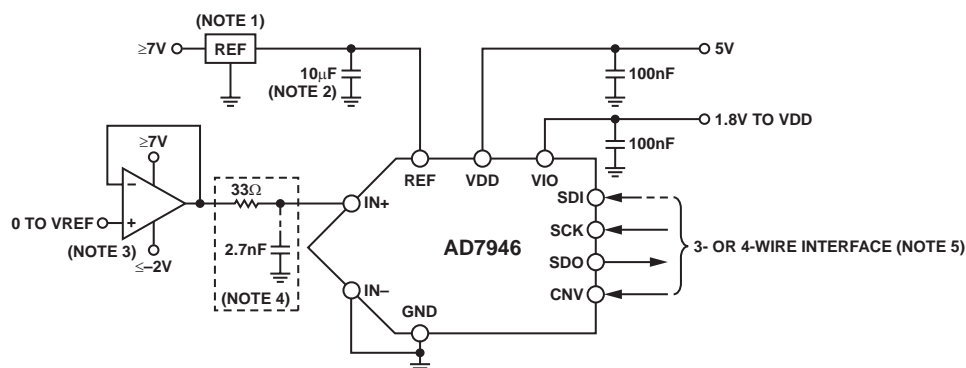 (NOTE 1)
≥7V
REF
10μF
(NOTE 2)
5V
100nF
1.8V TO VDD
100nF
≥7V
−
+
0 TO VREF
(NOTE 3)
≤–2V
33Ω
2.7nF
(NOTE 4)
REF
VDD
VIO
IN+
IN–
GND
AD7946
SDI
SCK
SDO
CNV
3- OR 4-WIRE INTERFACE (NOTE 5)